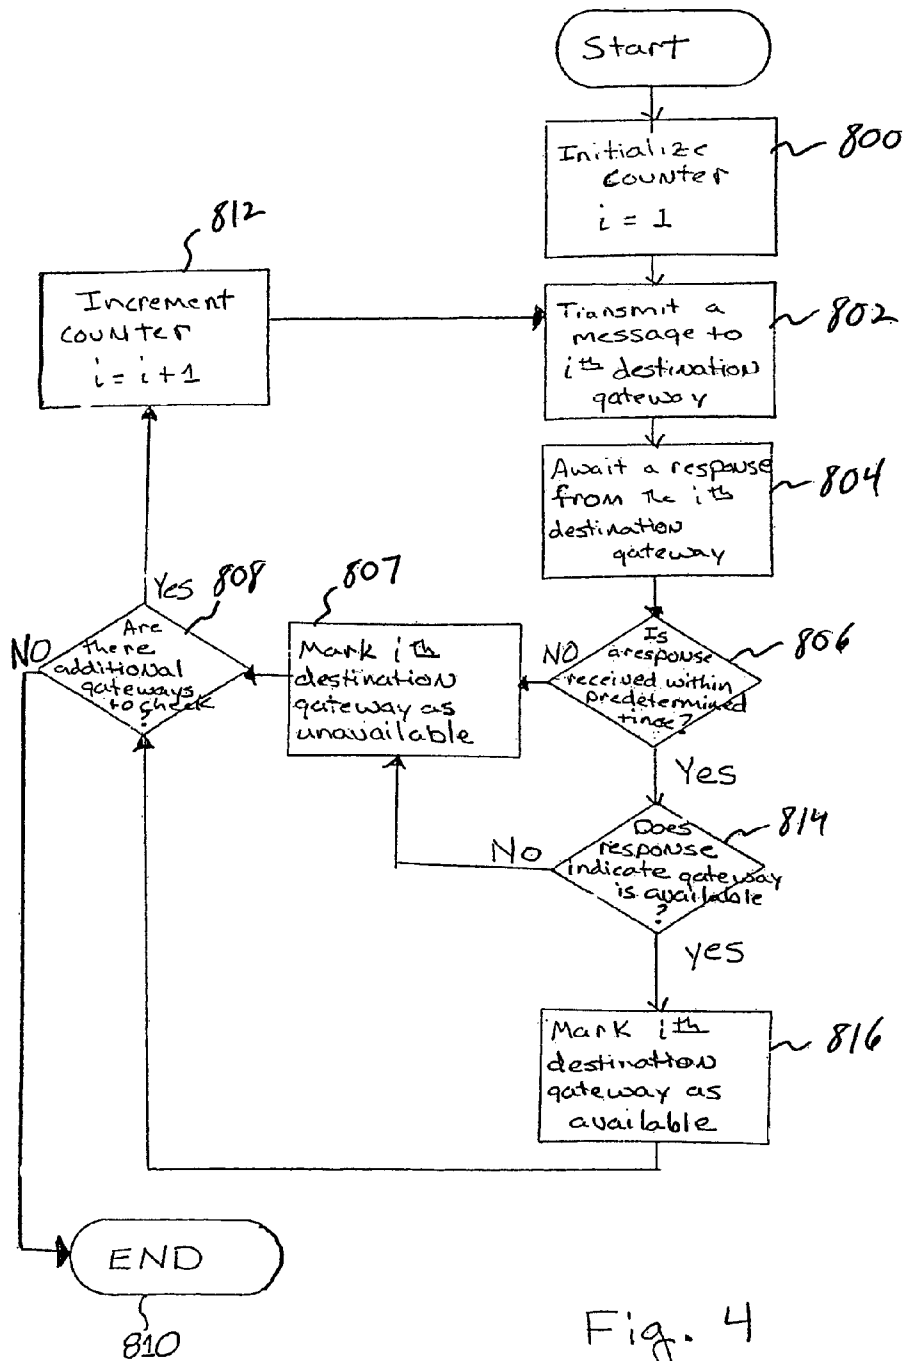 Start
Initialize
counter
i = 1
800
812
Increment
counter
i = i + 1
Transmit a
message to
ith destination
gateway
802
Await a response
from the ith
destination
gateway
804
Is
a response
received within
predetermined
time?
806
NO
Yes
807
Mark ith
destination
gateway as
unavailable
808
Yes
Are
there
additional
gateways
to check
?
NO
Does
response
indicate gateway
is available
?
814
No
yes
Mark ith
destination
gateway as
available
816
END
810
Fig. 4